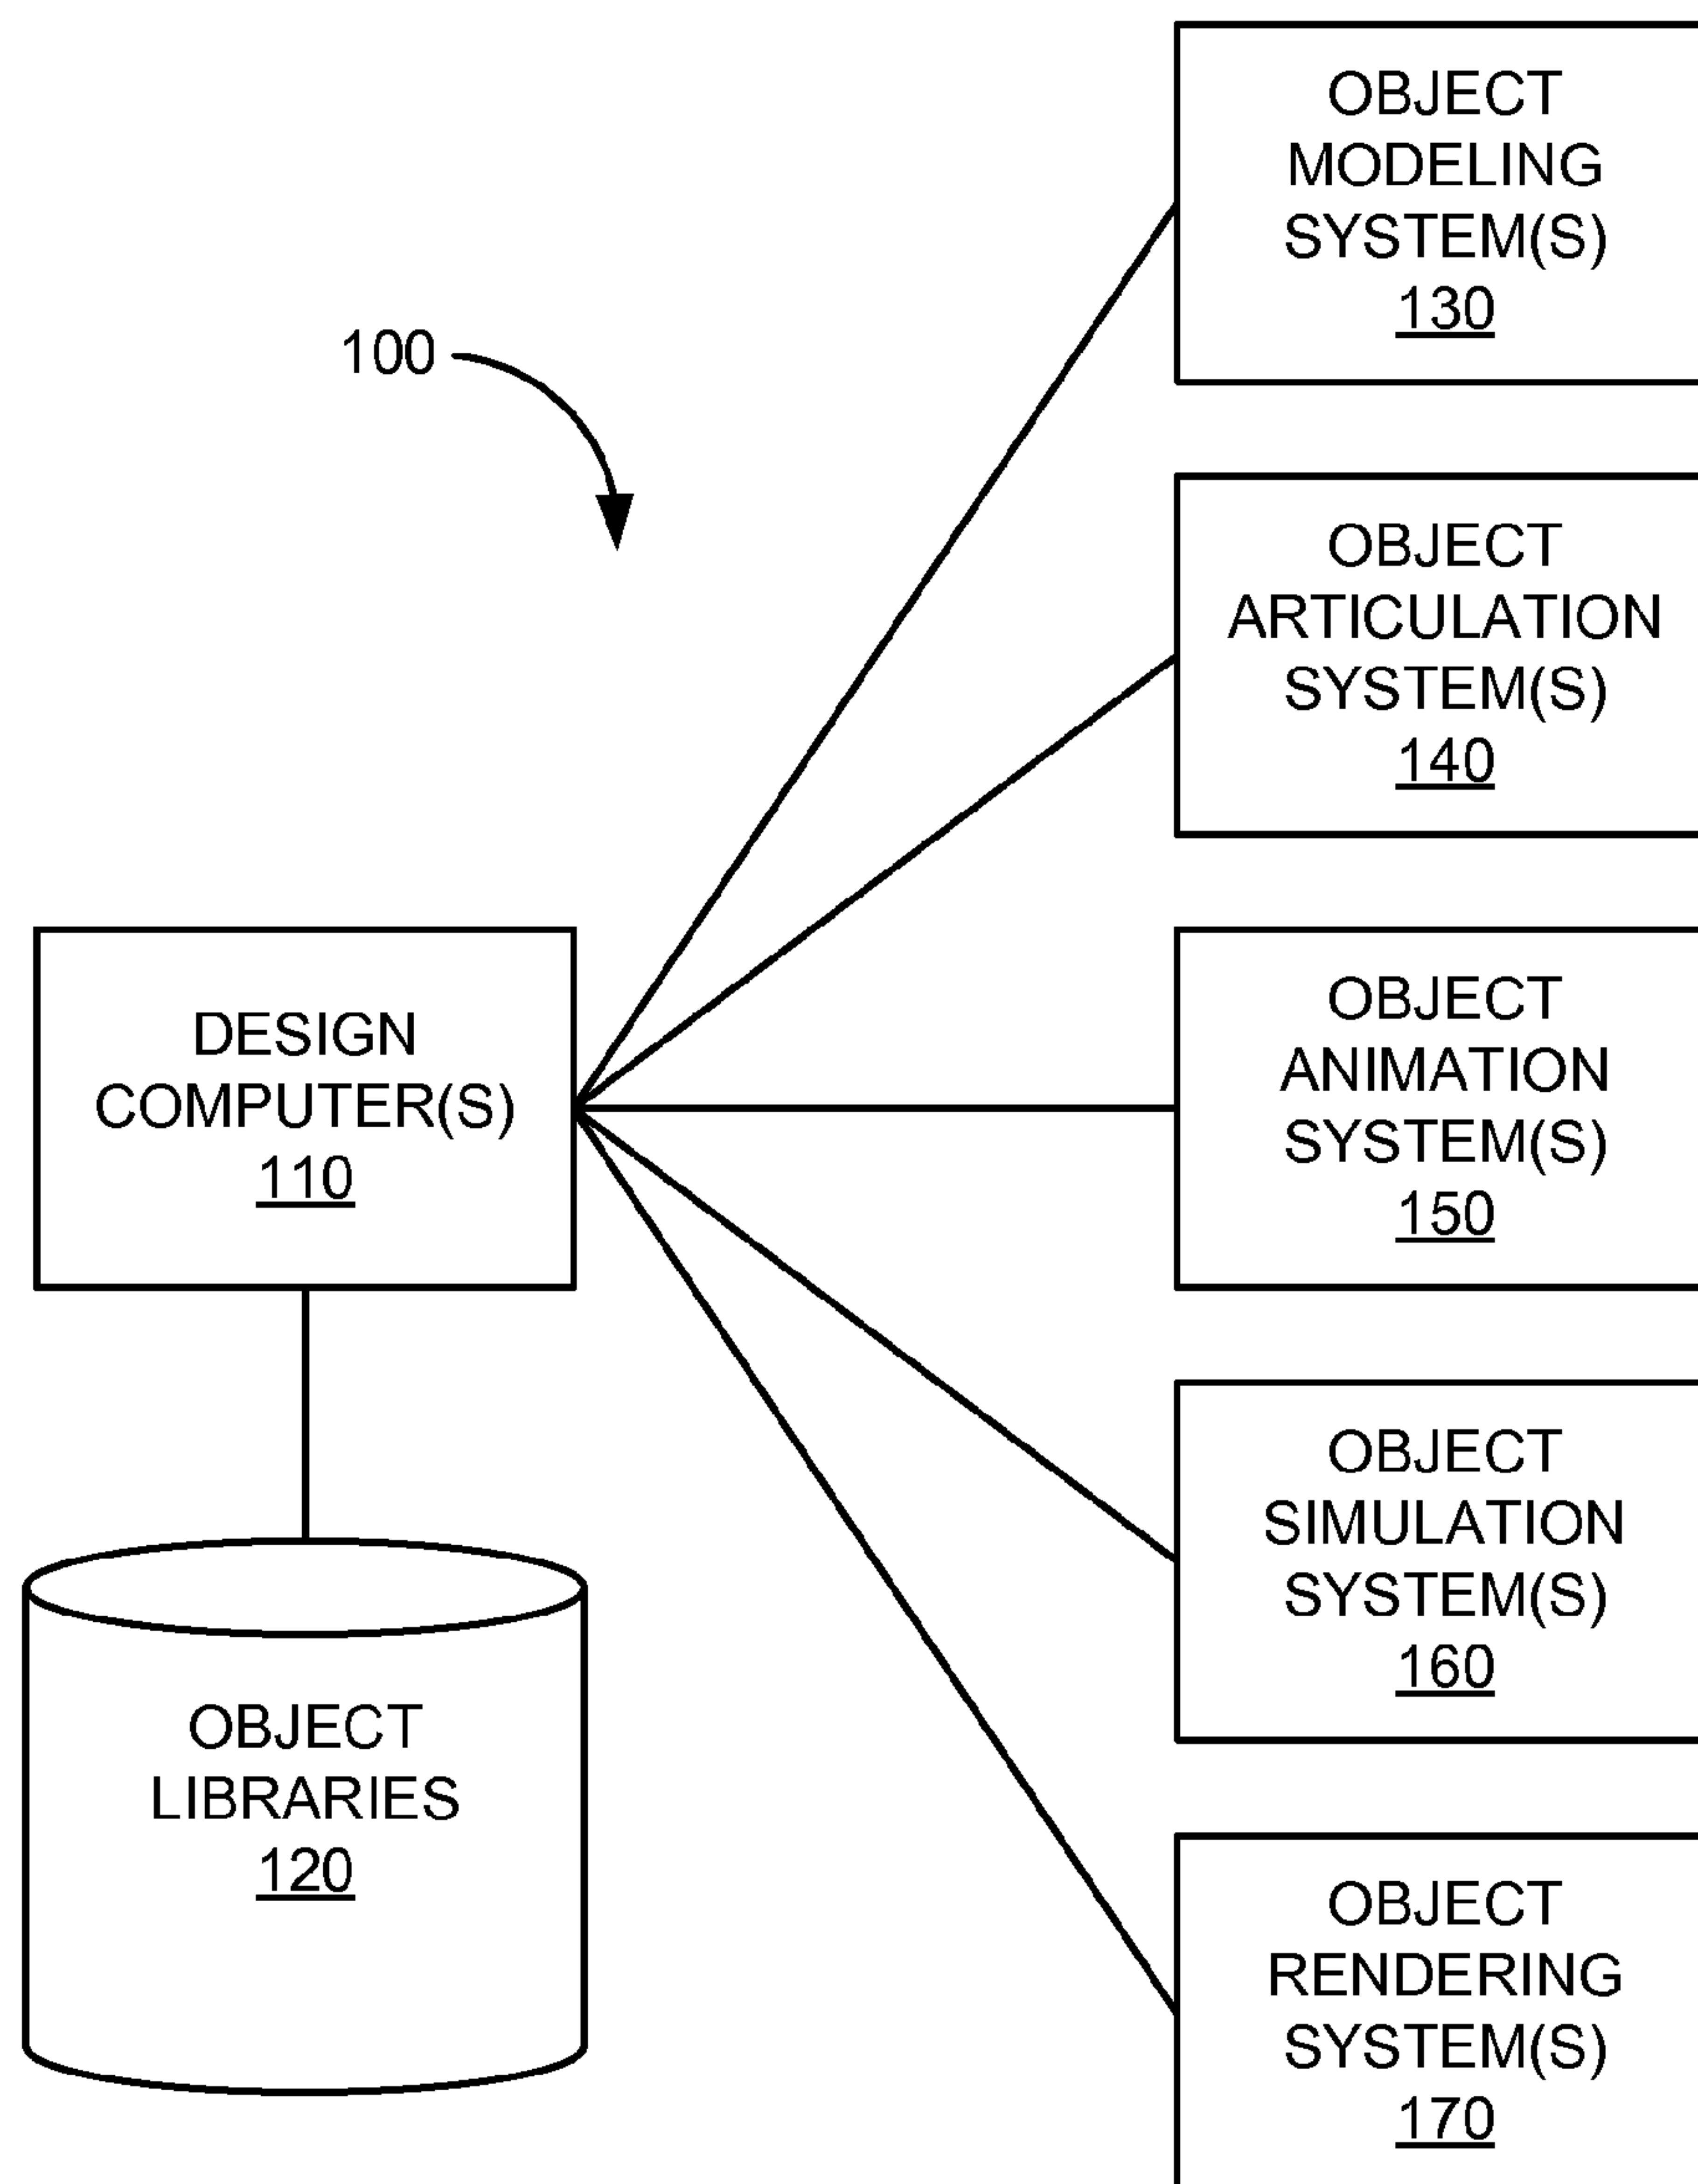 100
DESIGN
COMPUTER(S)
110
OBJECT
LIBRARIES
120
OBJECT
MODELING
SYSTEM(S)
130
OBJECT
ARTICULATION
SYSTEM(S)
140
OBJECT
ANIMATION
SYSTEM(S)
150
OBJECT
SIMULATION
SYSTEM(S)
160
OBJECT
RENDERING
SYSTEM(S)
170